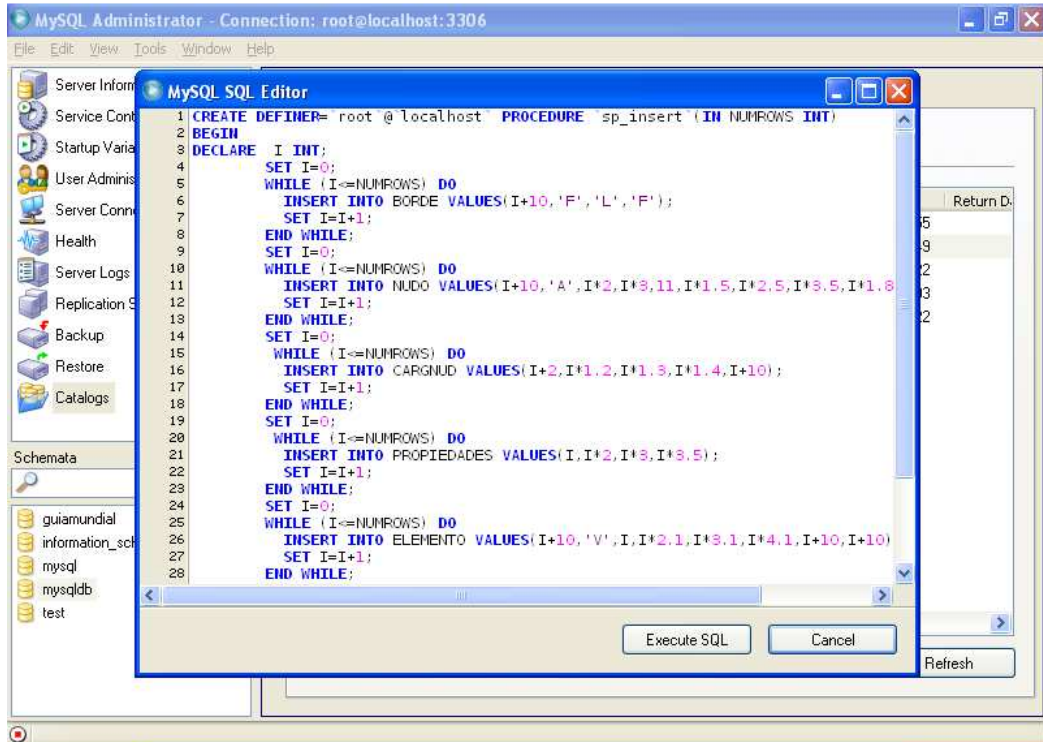 MySQL Administrator - Connection: root@localhost:3306
File Edit View Tools Window Help
Server Inform
Service Cont
Startup Varia
User Adminis
Server Conn
Health
Server Logs
Replication S
Backup
Restore
Catalogs
Schemata
guiamundial
information_sch
mysql
mysqldb
test
MySQL SQL Editor
1 CREATE DEFINER=`root`@`localhost` PROCEDURE `sp_insert`(IN NUMROWS INT)
2 BEGIN
3 DECLARE I INT;
4 SET I=0;
5 WHILE (I<=NUMROWS) DO
6 INSERT INTO BORDE VALUES(I+10,'F','L','F');
7 SET I=I+1;
8 END WHILE;
9 SET I=0;
10 WHILE (I<=NUMROWS) DO
11 INSERT INTO NUDO VALUES(I+10,'A',I*2,I*3,11,I*1.5,I*2.5,I*3.5,I*1.8
12 SET I=I+1;
13 END WHILE;
14 SET I=0;
15 WHILE (I<=NUMROWS) DO
16 INSERT INTO CARGNUD VALUES(I+2,I*1.2,I*1.3,I*1.4,I+10);
17 SET I=I+1;
18 END WHILE;
19 SET I=0;
20 WHILE (I<=NUMROWS) DO
21 INSERT INTO PROPIEDADES VALUES(I,I*2,I*3,I*3.5);
22 SET I=I+1;
23 END WHILE;
24 SET I=0;
25 WHILE (I<=NUMROWS) DO
26 INSERT INTO ELEMENTO VALUES(I+10,'V',I,I*2.1,I*3.1,I*4.1,I+10,I+10)
27 SET I=I+1;
28 END WHILE;
Execute SQL Cancel
Return D
55
19
22
03
22
Refresh